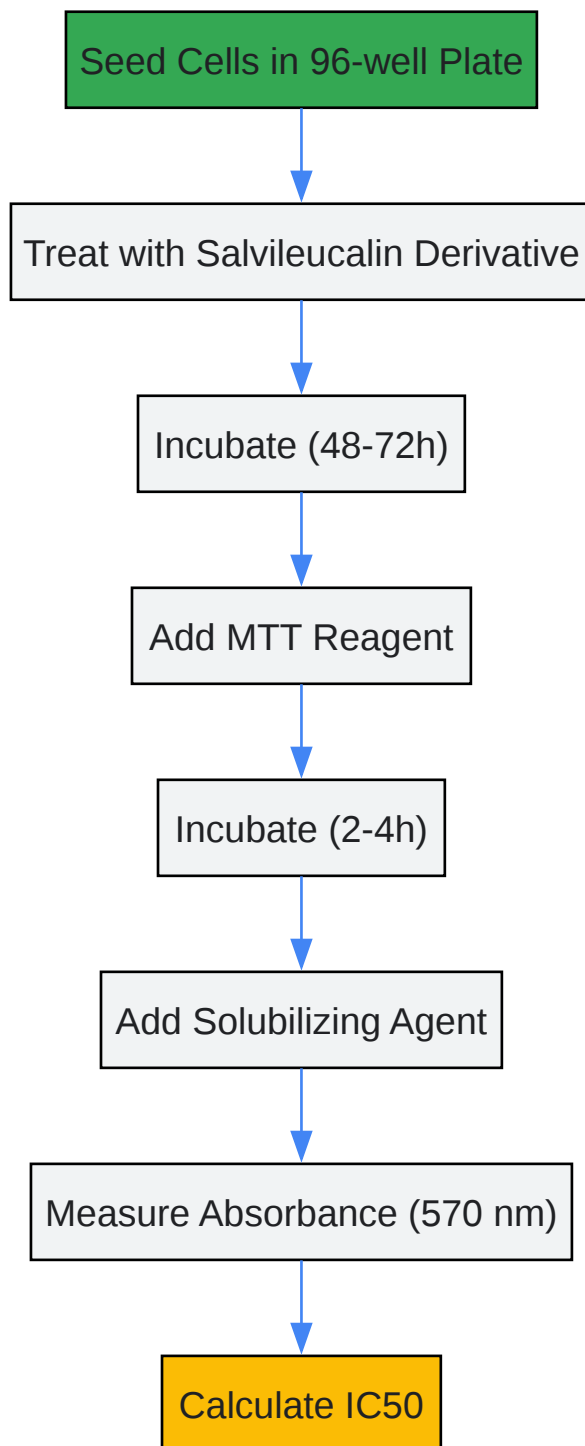 Seed Cells in 96-well Plate
Treat with Salvileucalin Derivative
Incubate (48-72h)
Add MTT Reagent
Incubate (2-4h)
Add Solubilizing Agent
Measure Absorbance (570 nm)
Calculate IC50